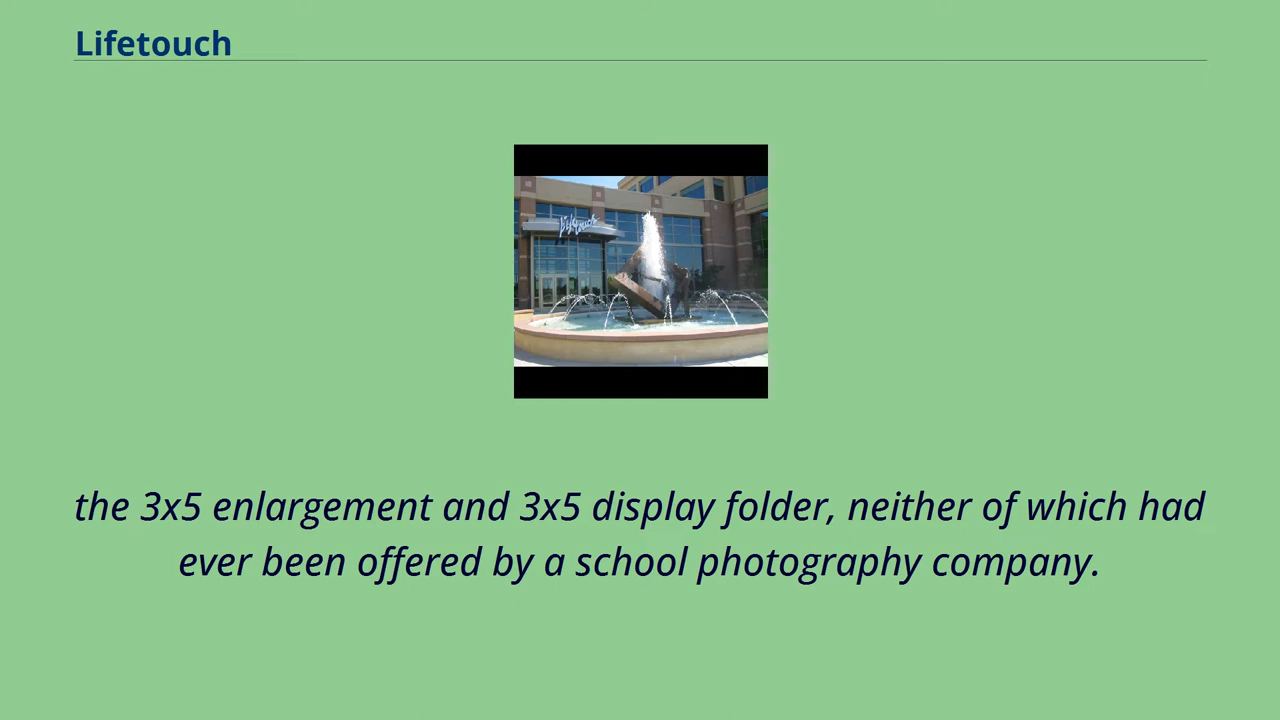 Lifetouch
Lifetouch
the 3x5 enlargement and 3x5 display folder, neither of which had
ever been offered by a school photography company.